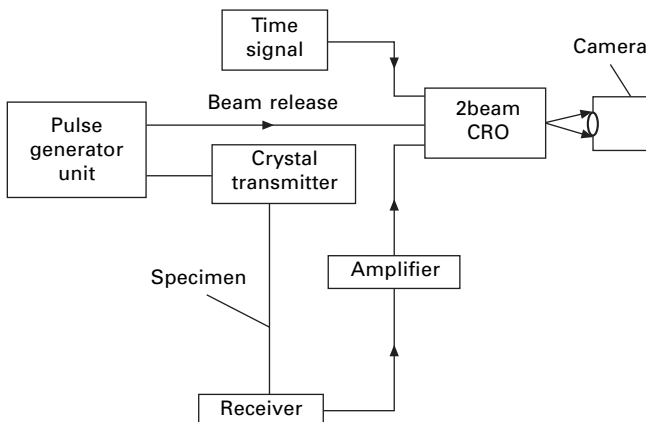 Time
signal
Camera
Beam release
2beam
CRO
Pulse
generator
unit
Crystal
transmitter
Specimen
Amplifier
Receiver